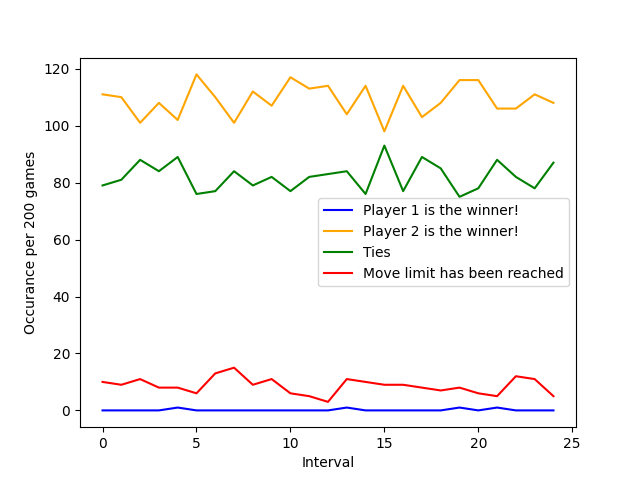 120
100
80
60
40
20
0
Occurance per 200 games
Player 1 is the winner!
Player 2 is the winner!
Ties
Move limit has been reached
0 5 10 15 20 25
Interval